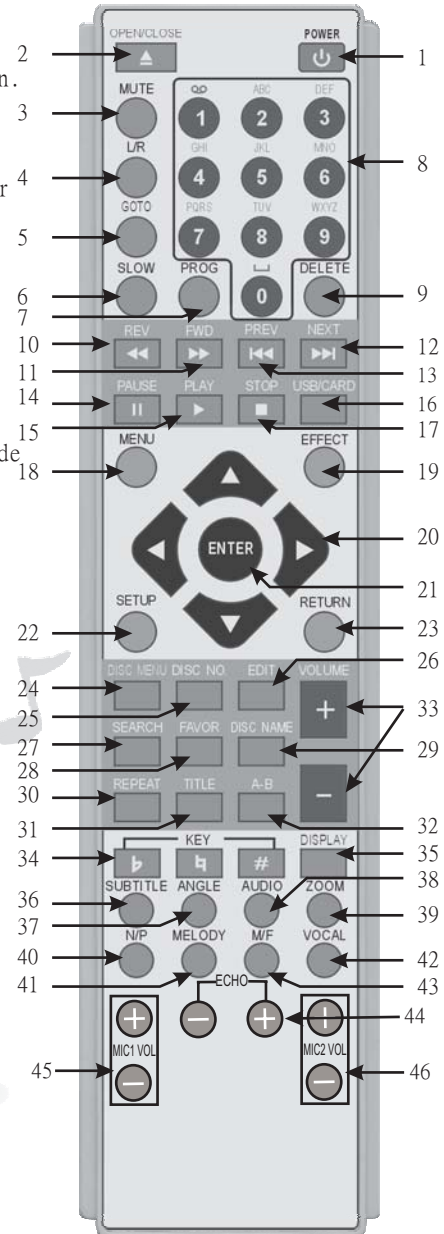 OPEN/CLOSE POWER
2 1
n.
MUTE ABC DEF
3 1 2 3
8
L/R GHI JKL MNO
4 4 5 6
r
GOTO PQRS TUV WXYZ
5 7 8 9
SLOW PROG DELETE
6 0 9
7
REV FWD PREV NEXT
10 12
11 13
PAUSE PLAY STOP USB/CARD
14 16
15 17
de
MENU EFFECT
18 19
20
ENTER
21
SETUP RETURN
22 23
DISC MENU DISC NO. EDIT VOLUME
26
24 +
25 33
SEARCH FAVOR DISC NAME
27 29
28
REPEAT TITLE A-B −
30
31 32
KEY DISPLAY
34 ♭ ♮ # 35
SUBTITLE ANGLE AUDIO ZOOM
36 38
37 39
N/P MELODY M/F VOCAL
40 42
41 43
ECHO
+ − + +
44
MIC1 VOL MIC2 VOL
45 − − 46